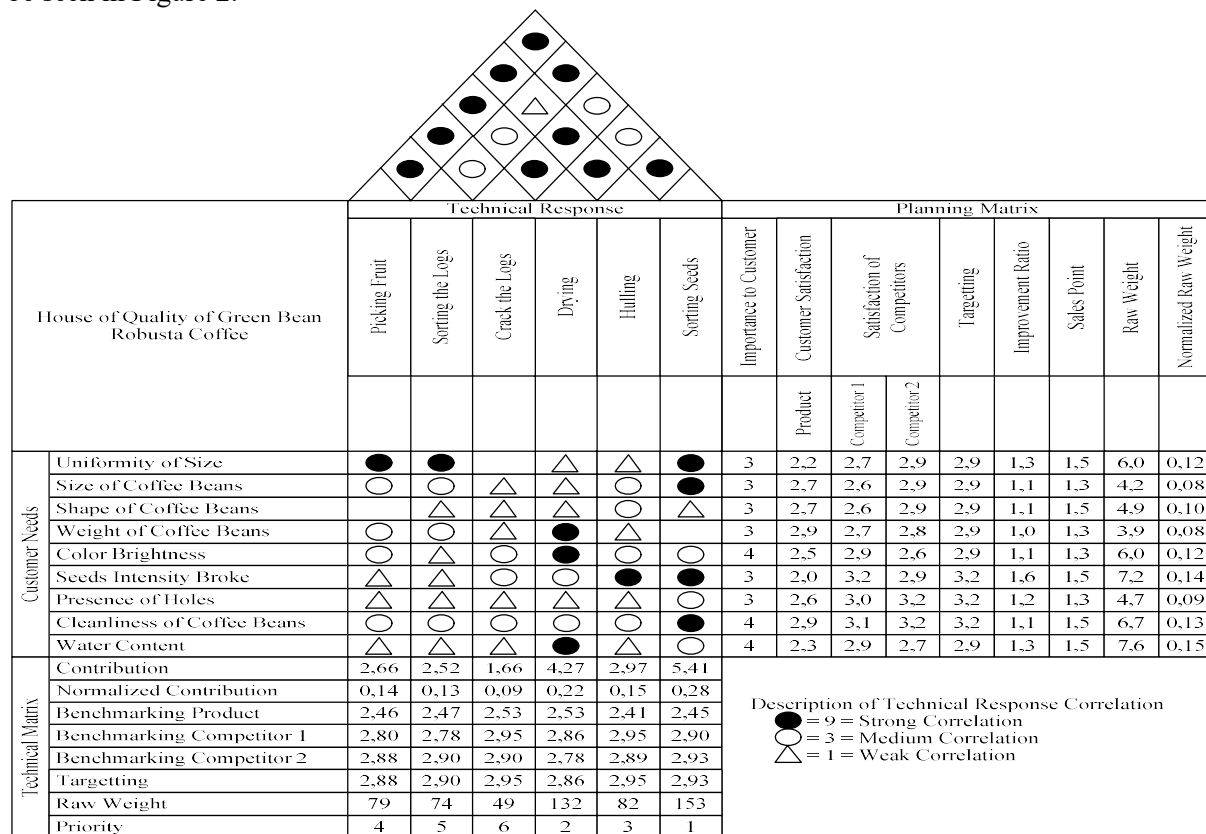 be seen in Figure 2.
Technical Response
Planning Matrix
House of Quality of Green Bean
Robusta Coffee
Picking Fruit
Sorting the Logs
Crack the Logs
Drying
Hulling
Sorting Seeds
Importance to Customer
Customer Satisfaction
Satisfaction of
Competitors
Targetting
Improvement Ratio
Sales Point
Raw Weight
Normalized Raw Weight
Product
Competitor 1
Competitor 2
Customer Needs
Uniformity of Size 3 2,2 2,7 2,9 2,9 1,3 1,5 6,0 0,12
Size of Coffee Beans 3 2,7 2,6 2,9 2,9 1,1 1,3 4,2 0,08
Shape of Coffee Beans 3 2,7 2,6 2,9 2,9 1,1 1,5 4,9 0,10
Weight of Coffee Beans 3 2,9 2,7 2,8 2,9 1,0 1,3 3,9 0,08
Color Brightness 4 2,5 2,9 2,6 2,9 1,1 1,3 6,0 0,12
Seeds Intensity Broke 3 2,0 3,2 2,9 3,2 1,6 1,5 7,2 0,14
Presence of Holes 3 2,6 3,0 3,2 3,2 1,2 1,3 4,7 0,09
Cleanliness of Coffee Beans 4 2,9 3,1 3,2 3,2 1,1 1,5 6,7 0,13
Water Content 4 2,3 2,9 2,7 2,9 1,3 1,5 7,6 0,15
Technical Matrix
Contribution 2,66 2,52 1,66 4,27 2,97 5,41
Normalized Contribution 0,14 0,13 0,09 0,22 0,15 0,28
Benchmarking Product 2,46 2,47 2,53 2,53 2,41 2,45
Benchmarking Competitor 1 2,80 2,78 2,95 2,86 2,95 2,90
Benchmarking Competitor 2 2,88 2,90 2,90 2,78 2,89 2,93
Targetting 2,88 2,90 2,95 2,86 2,95 2,93
Raw Weight 79 74 49 132 82 153
Priority 4 5 6 2 3 1
Description of Technical Response Correlation
= 9 = Strong Correlation
= 3 = Medium Correlation
= 1 = Weak Correlation